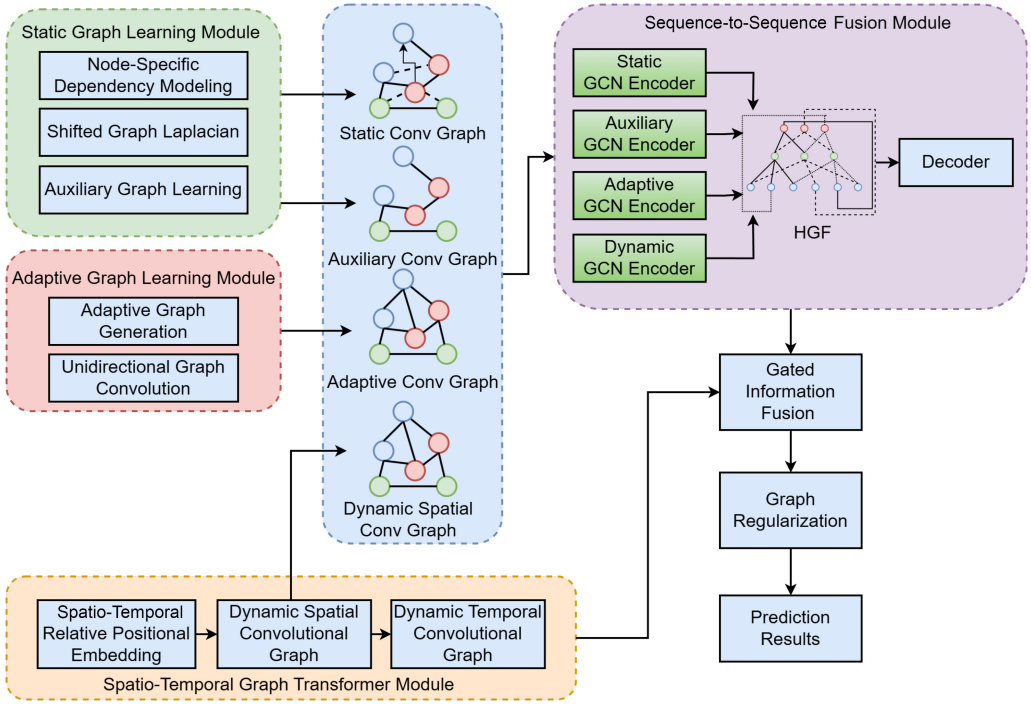 Static Graph Learning Module
Node-Specific
Dependency Modeling
Shifted Graph Laplacian
Auxiliary Graph Learning
Adaptive Graph Learning Module
Adaptive Graph
Generation
Unidirectional Graph
Convolution
Static Conv Graph
Auxiliary Conv Graph
Adaptive Conv Graph
Dynamic Spatial
Conv Graph
Sequence-to-Sequence Fusion Module
Static
GCN Encoder
Auxiliary
GCN Encoder
Adaptive
GCN Encoder
Dynamic
GCN Encoder
HGF
Decoder
Gated
Information
Fusion
Graph
Regularization
Prediction
Results
Spatio-Temporal
Relative Positional
Embedding
Dynamic Spatial
Convolutional
Graph
Dynamic Temporal
Convolutional
Graph
Spatio-Temporal Graph Transformer Module